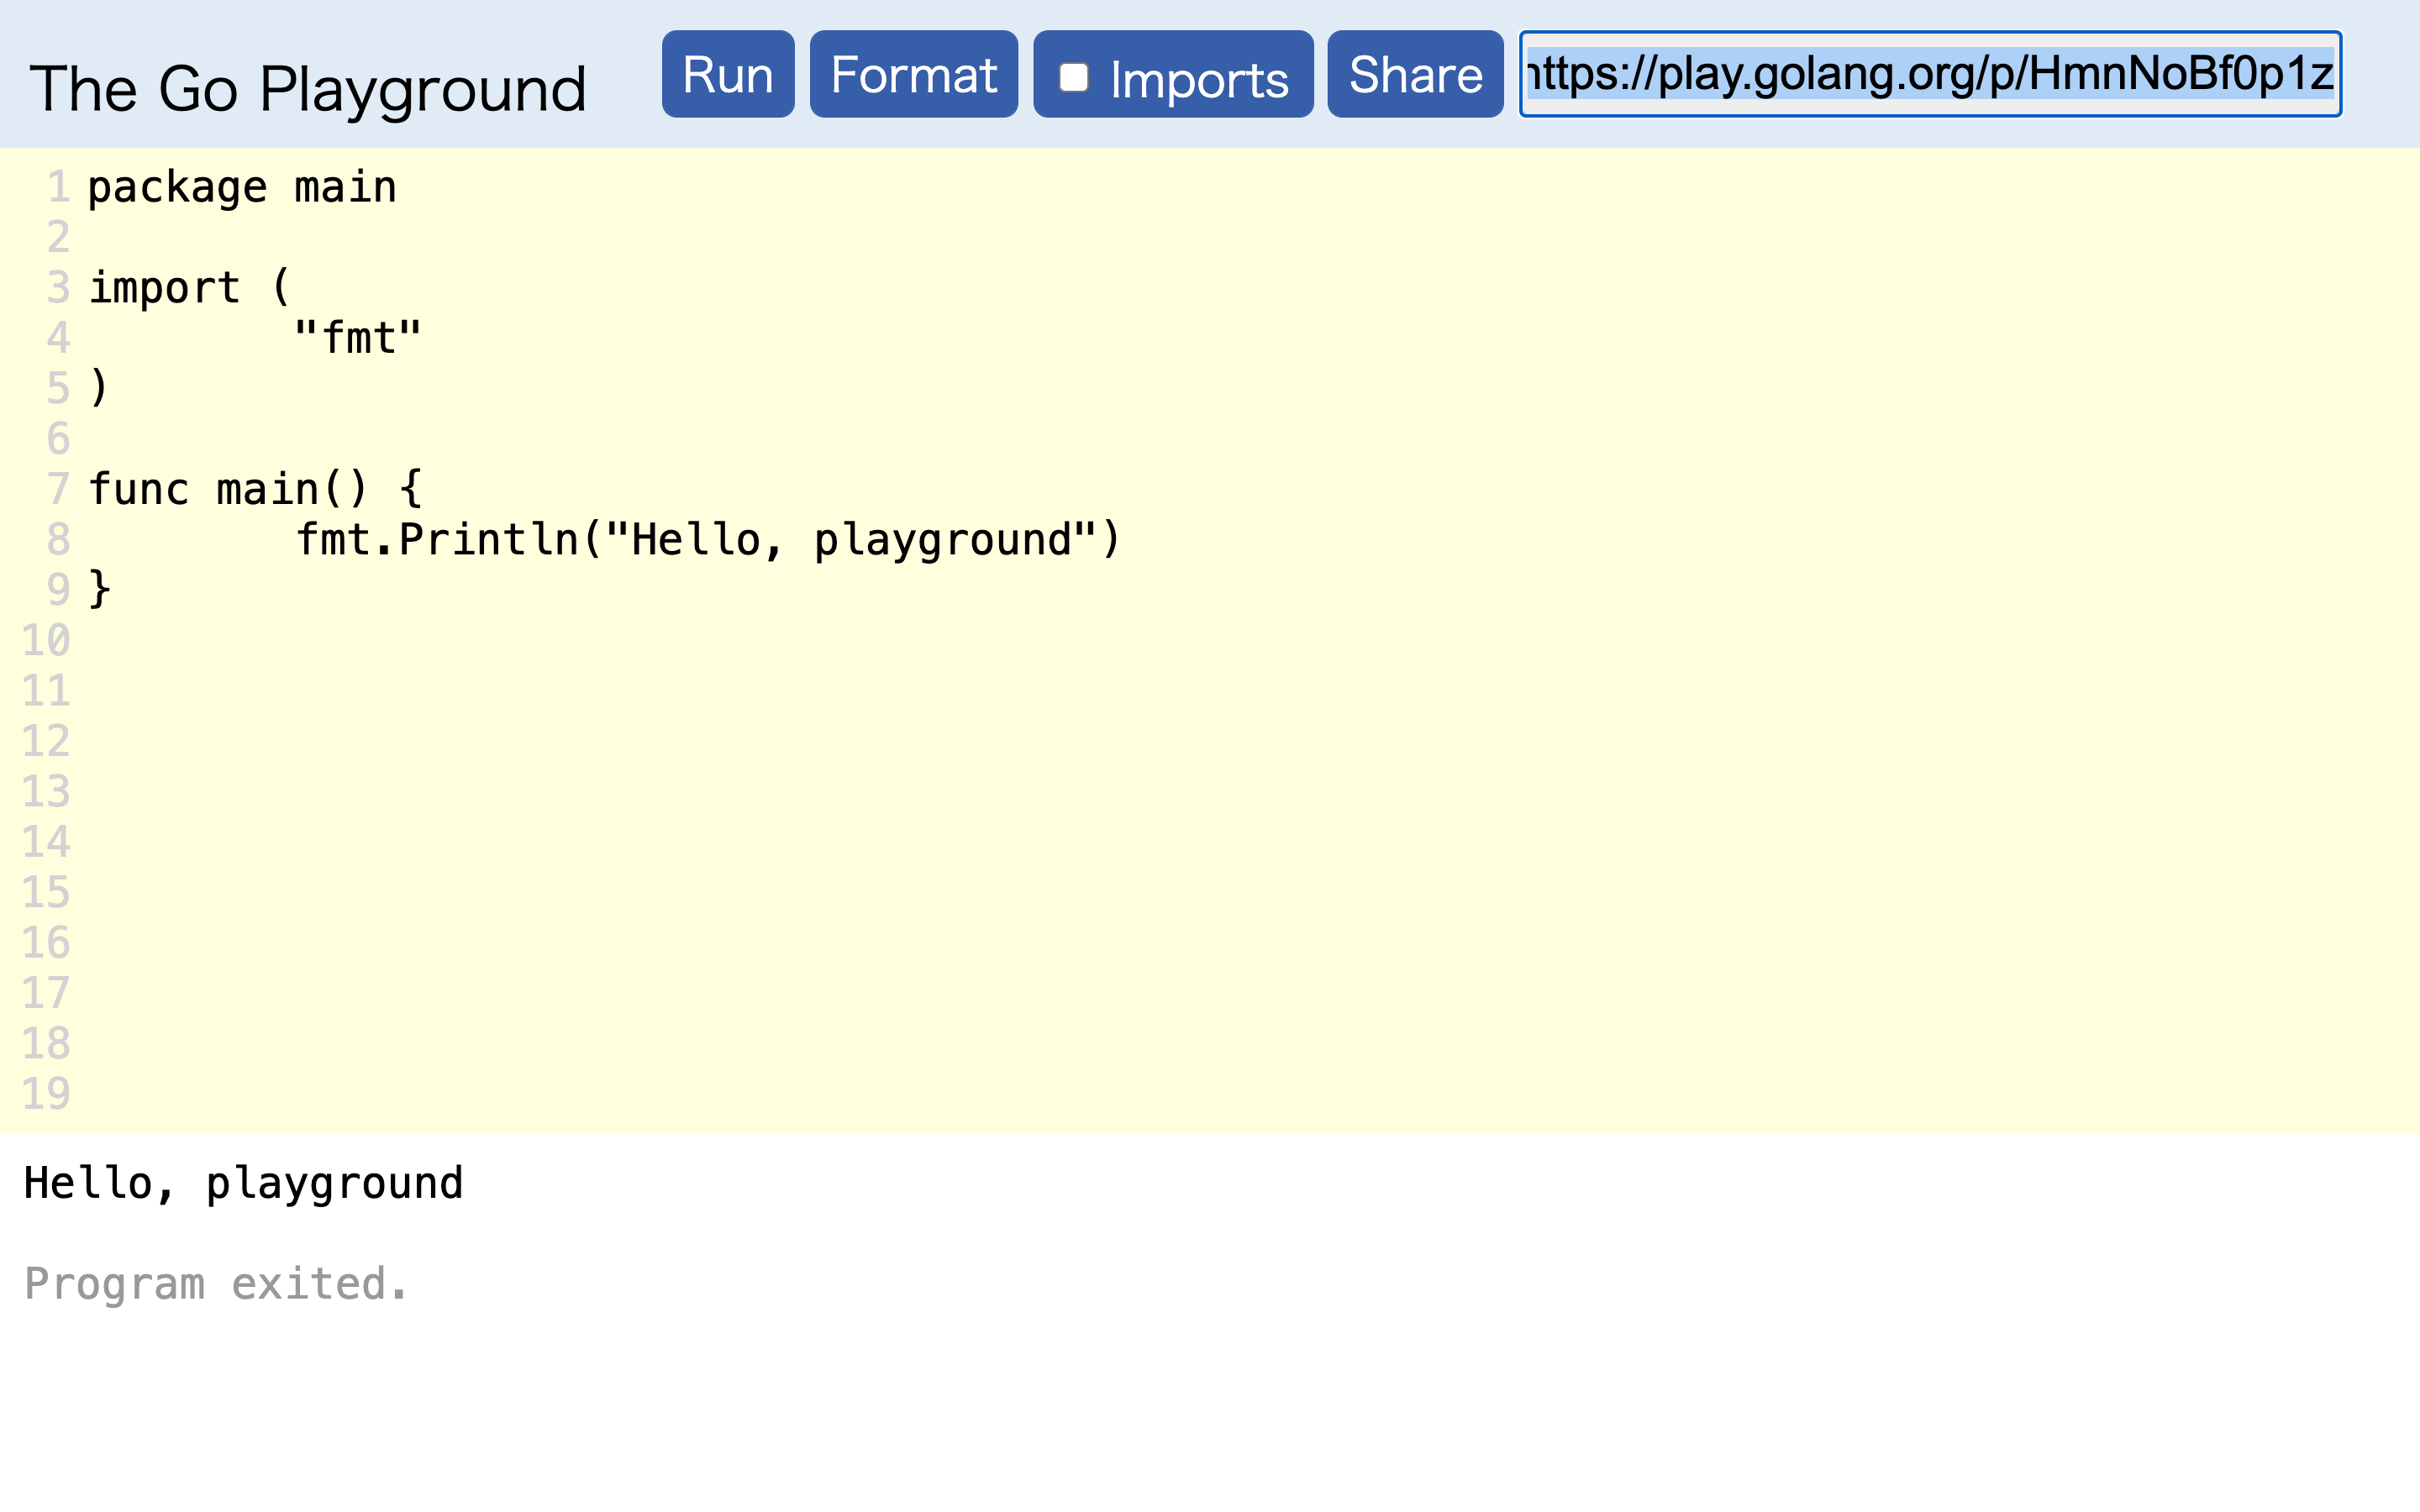 The Go Playground
Run
Format
Imports
Share
https://play.golang.org/p/HmnNoBf0p1z
1 package main
2
3 import (
4 "fmt"
5 )
6
7 func main() {
8 fmt.Println("Hello, playground")
9 }
10
11
12
13
14
15
16
17
18
19
Hello, playground
Program exited.